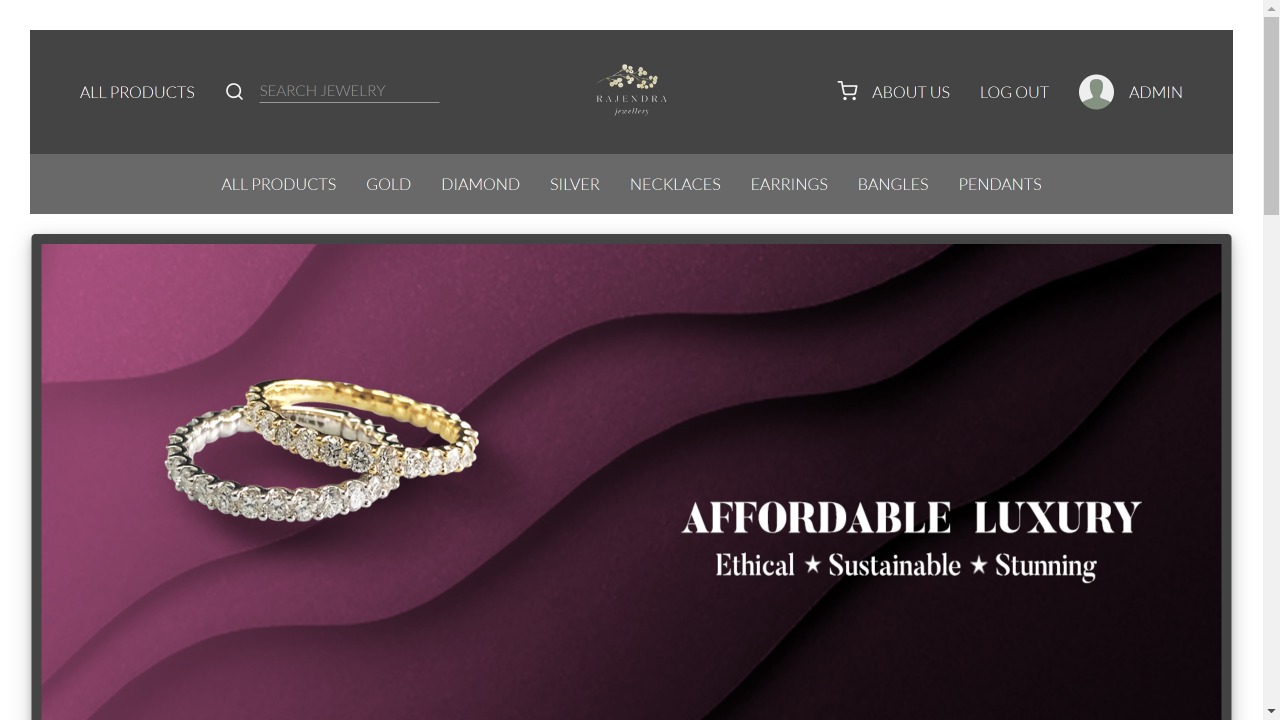 ALL PRODUCTS
SEARCH JEWELRY
RAJENDRA
jewellery
ABOUT US
LOG OUT
ADMIN
ALL PRODUCTS GOLD DIAMOND SILVER NECKLACES EARRINGS BANGLES PENDANTS
AFFORDABLE LUXURY
Ethical ★ Sustainable ★ Stunning